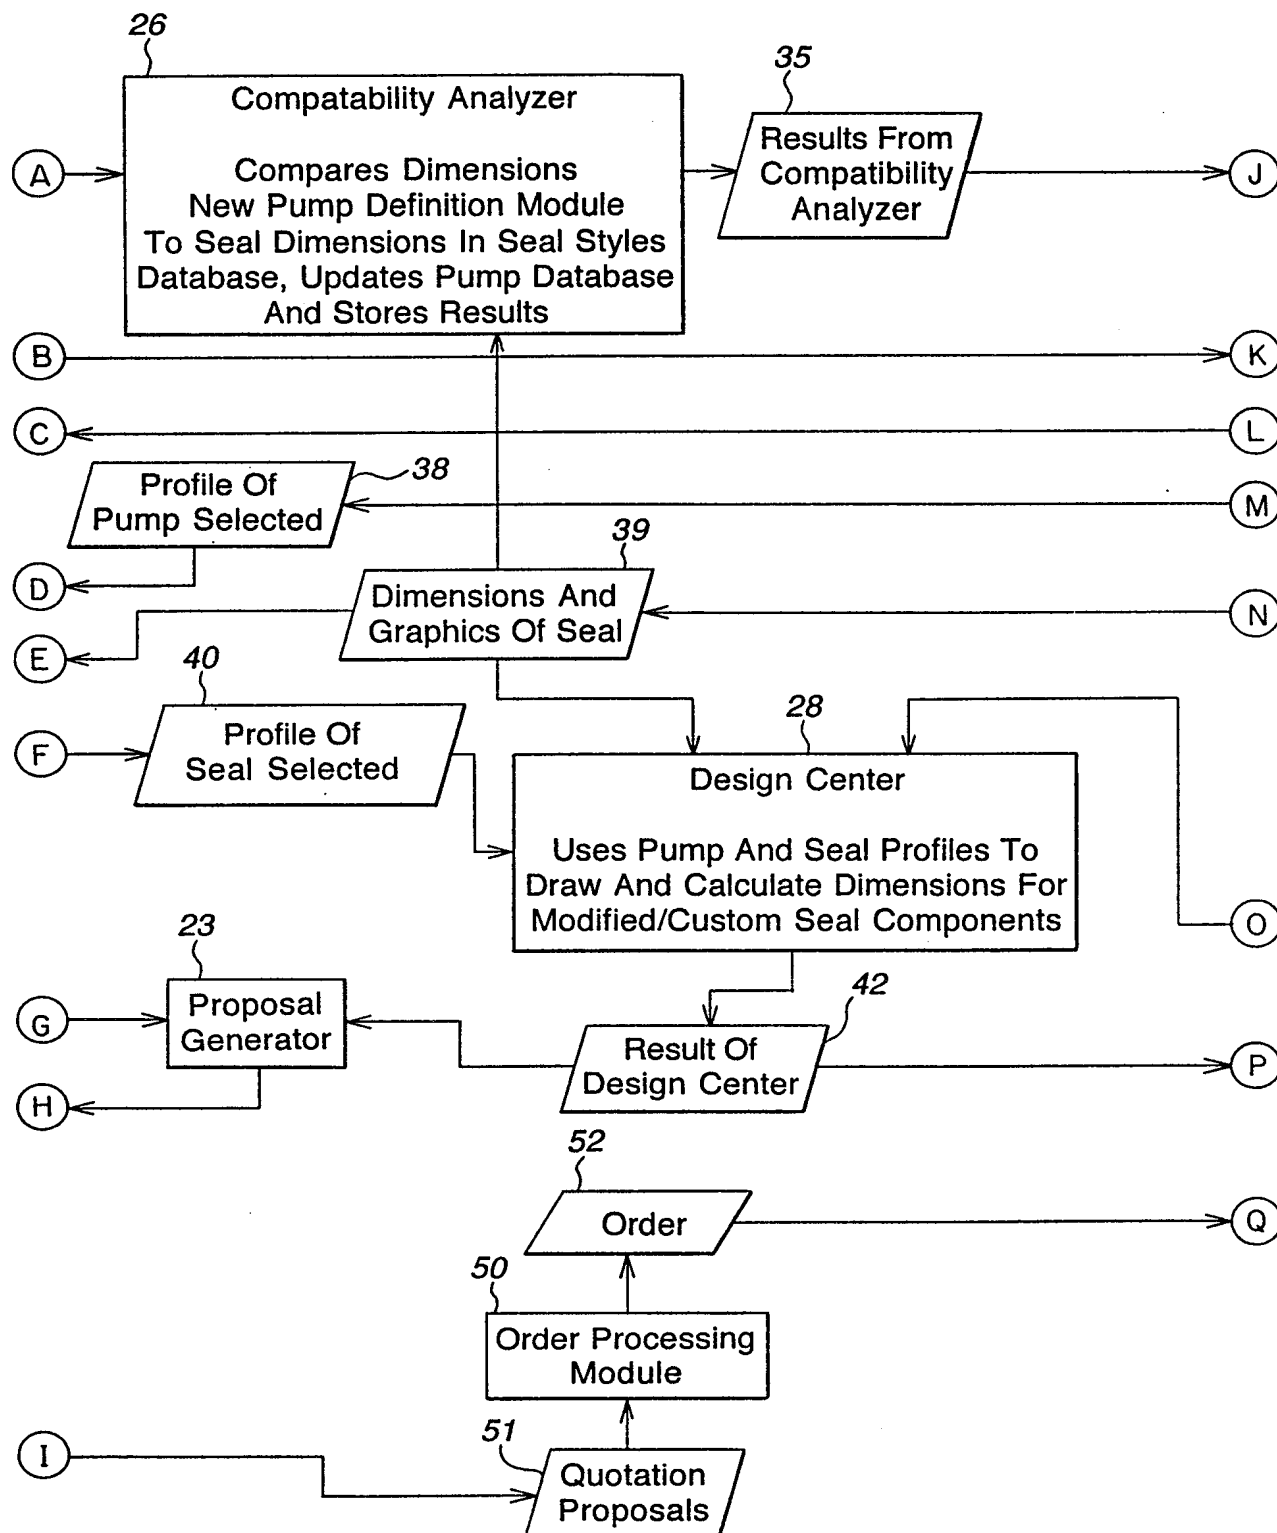 26
Compatability Analyzer
Compares Dimensions
New Pump Definition Module
To Seal Dimensions In Seal Styles
Database, Updates Pump Database
And Stores Results
35
Results From
Compatibility
Analyzer
A
J
B
K
C
L
38
Profile Of
Pump Selected
M
D
39
Dimensions And
Graphics Of Seal
N
E
40
Profile Of
Seal Selected
F
28
Design Center
Uses Pump And Seal Profiles To
Draw And Calculate Dimensions For
Modified/Custom Seal Components
O
23
Proposal
Generator
G
H
42
Result Of
Design Center
P
52
Order
Q
50
Order Processing
Module
51
Quotation
Proposals
I